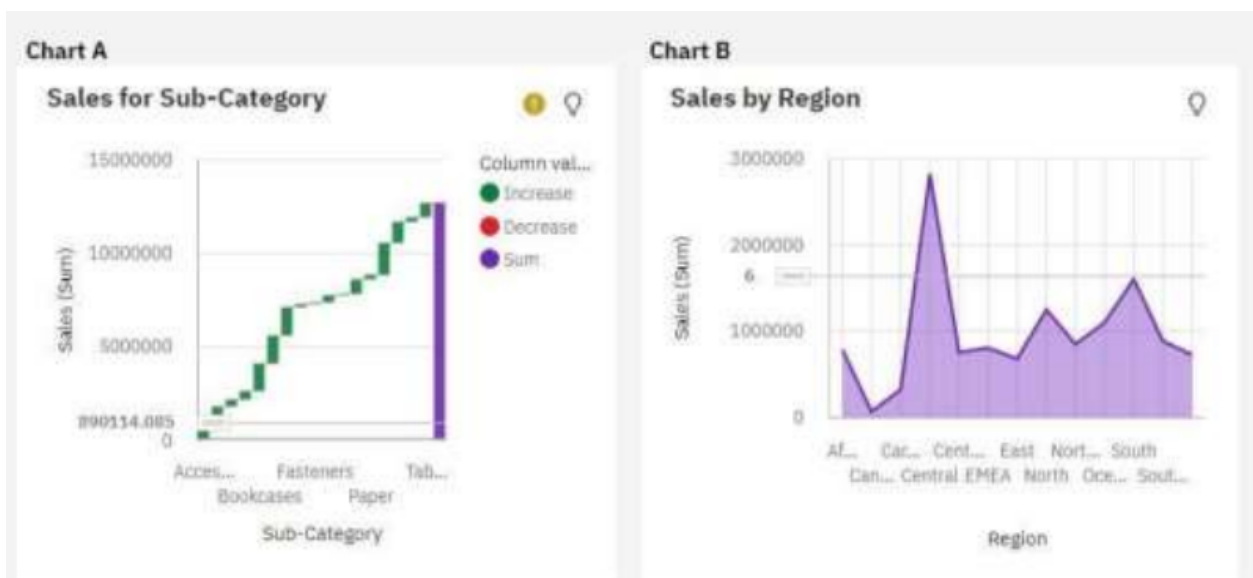 Chart A
Sales for Sub-Category
15000000
10000000
5000000
890114.085
0
Sales (Sum)
Column val...
Increase
Decrease
Sum
Acces... Fasteners Tab...
Bookcases Paper
Sub-Category
Chart B
Sales by Region
3000000
2000000
6
1000000
0
Sales (Sum)
Af... Car... Cent... East Nort... South
Can... Central EMEA North Oce... Sout...
Region